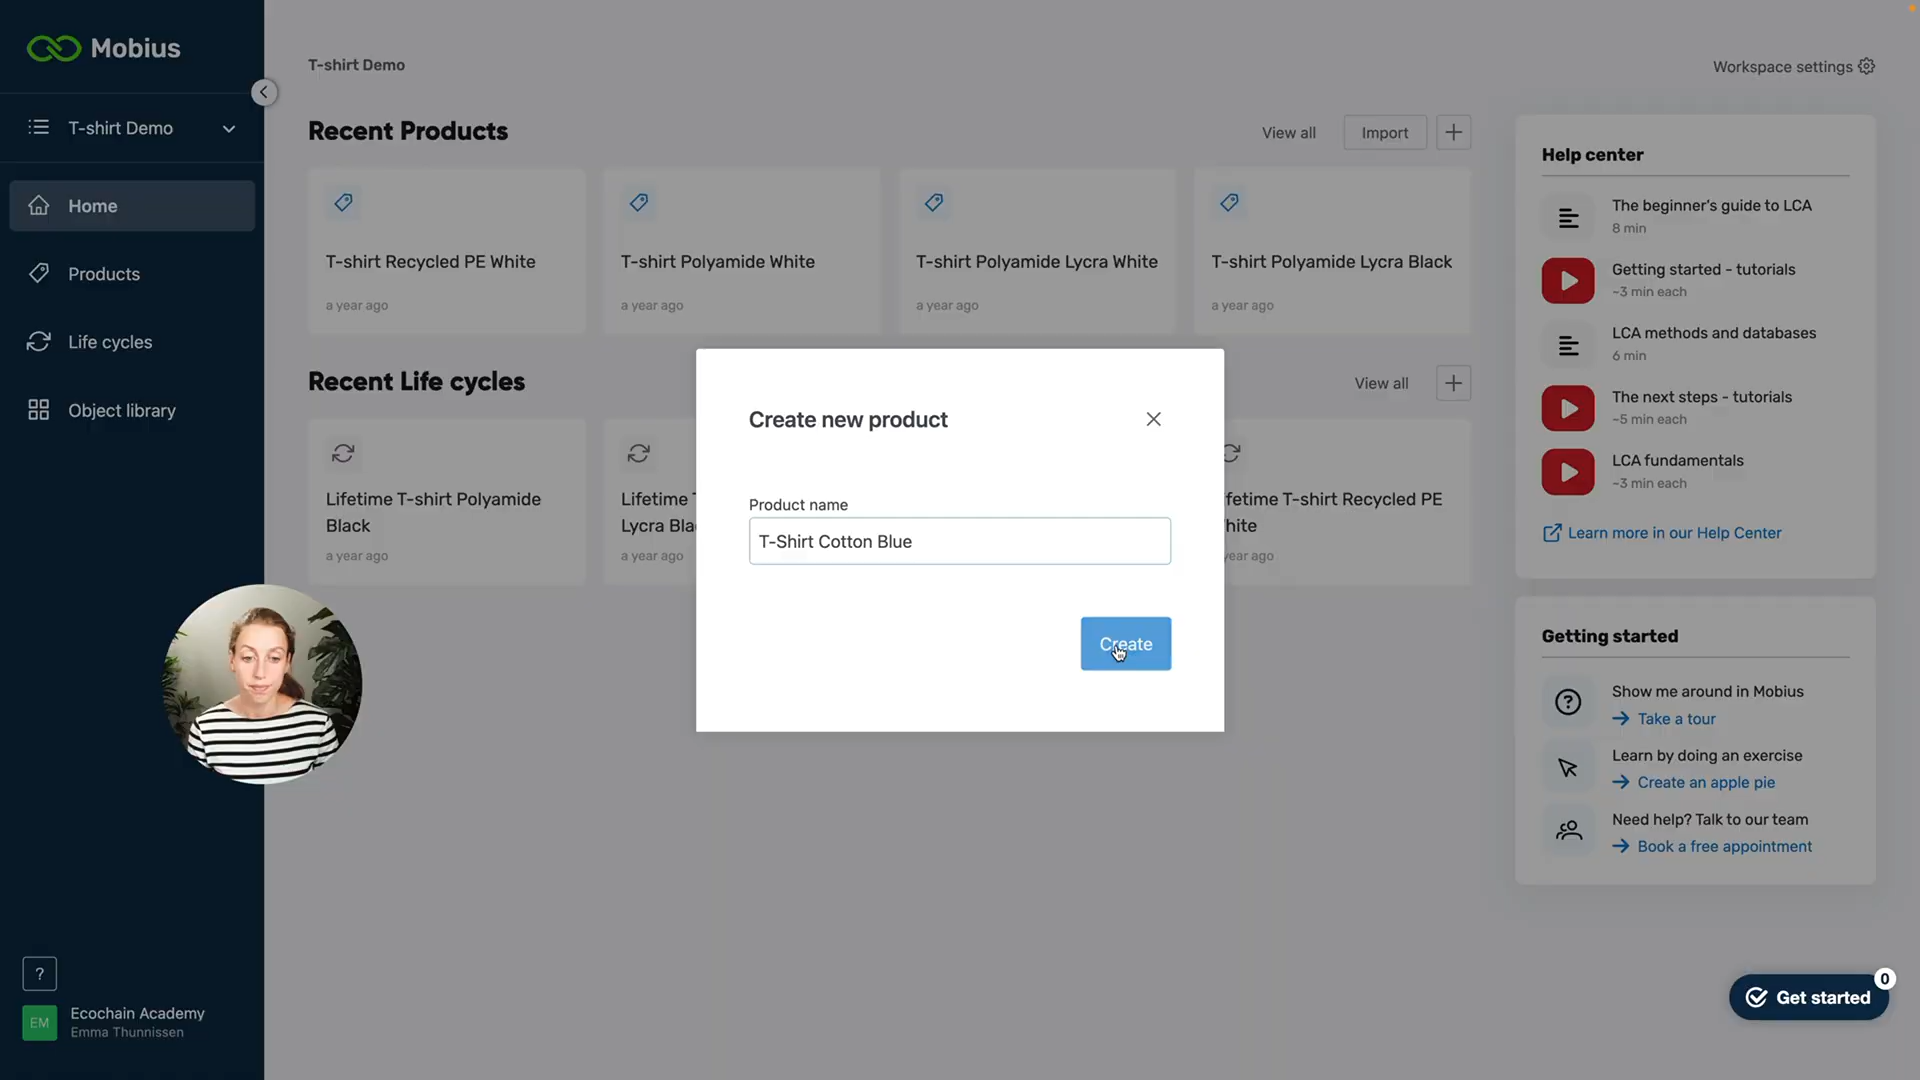 Mobius
T-shirt Demo
Home
Products
Life cycles
Object library
?
EM
Ecochain Academy
Emma Thunnissen
T-shirt Demo
Workspace settings
Recent Products
View all
Import
T-shirt Recycled PE White
a year ago
T-shirt Polyamide White
a year ago
T-shirt Polyamide Lycra White
a year ago
T-shirt Polyamide Lycra Black
a year ago
Recent Life cycles
View all
Lifetime T-shirt Polyamide
Black
a year ago
Lifetime T
Lycra Bla
a year ago
fetime T-shirt Recycled PE
hite
year ago
Create new product
Product name
T-Shirt Cotton Blue
Create
Help center
The beginner's guide to LCA
8 min
Getting started - tutorials
~3 min each
LCA methods and databases
6 min
The next steps - tutorials
~5 min each
LCA fundamentals
~3 min each
Learn more in our Help Center
Getting started
Show me around in Mobius
Take a tour
Learn by doing an exercise
Create an apple pie
Need help? Talk to our team
Book a free appointment
0
Get started